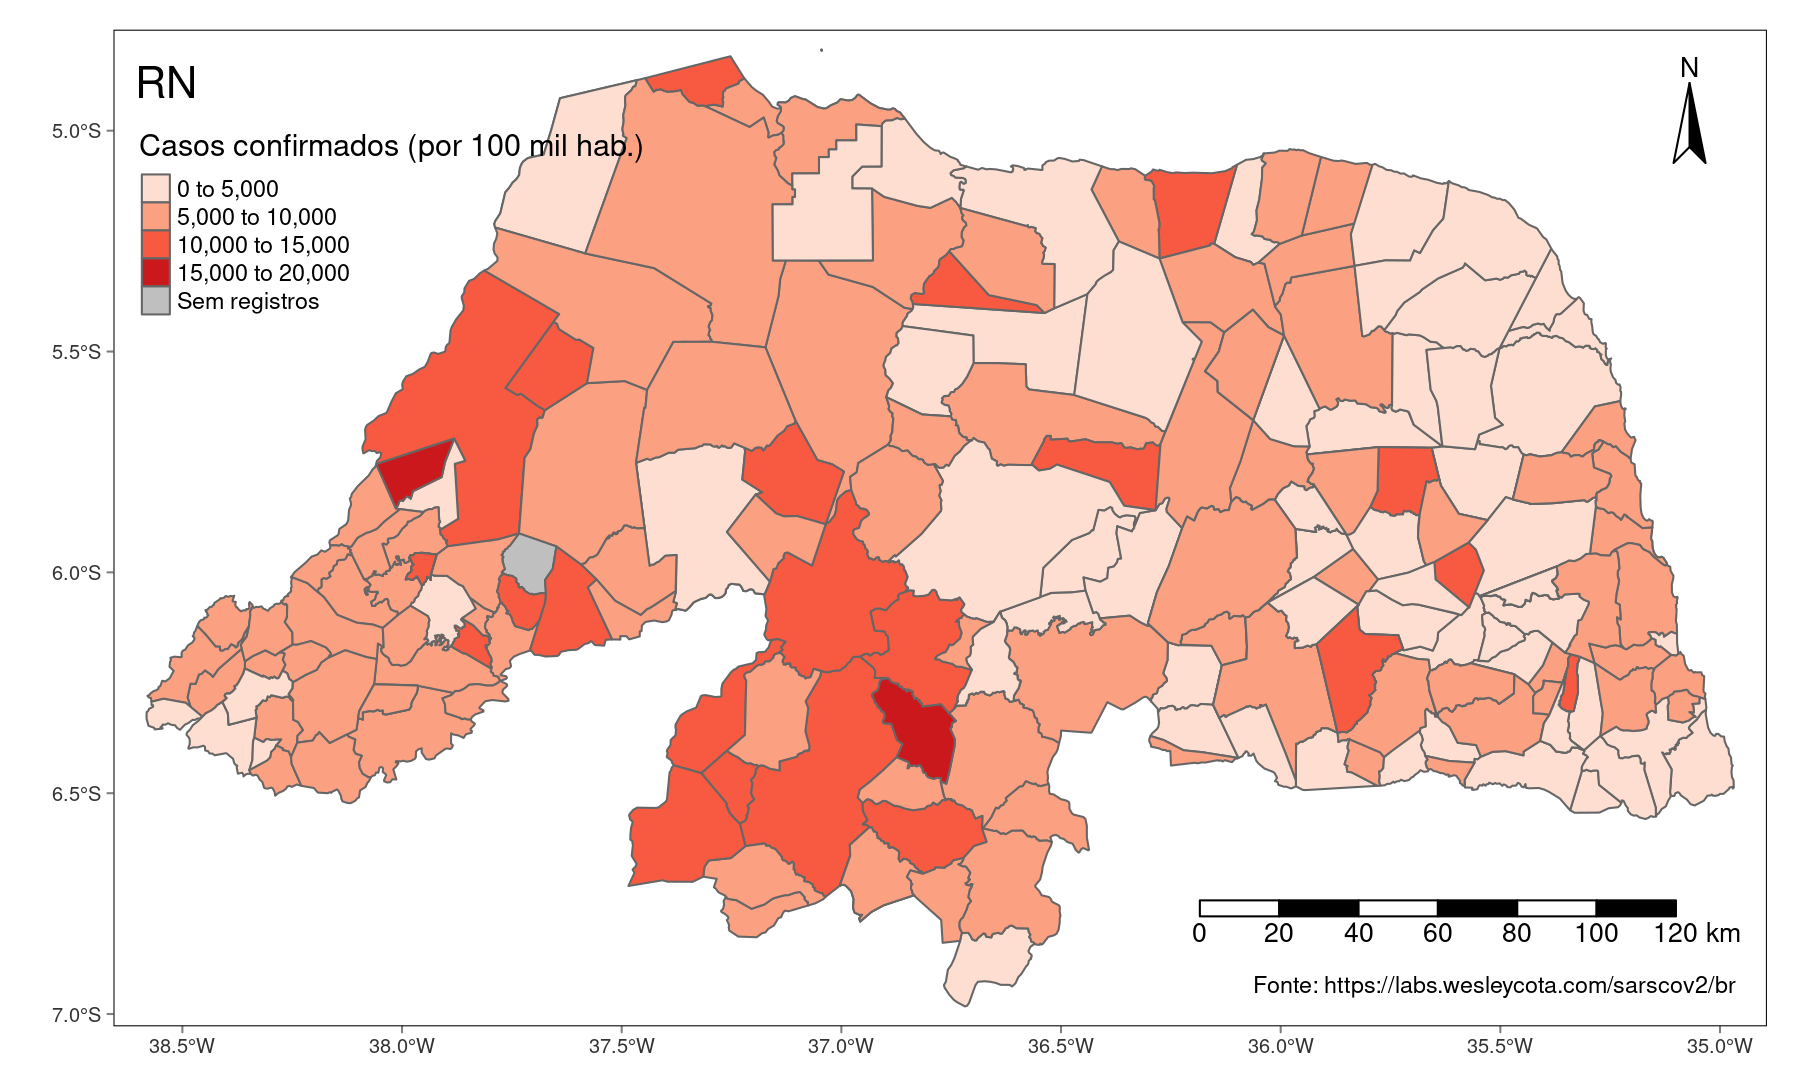 RN
N
Casos confirmados (por 100 mil hab.)
0 to 5,000
5,000 to 10,000
10,000 to 15,000
15,000 to 20,000
Sem registros
5.0°S
5.5°S
6.0°S
6.5°S
7.0°S
0 20 40 60 80 100 120 km
Fonte: https://labs.wesleycota.com/sarscov2/br
38.5°W 38.0°W 37.5°W 37.0°W 36.5°W 36.0°W 35.5°W 35.0°W